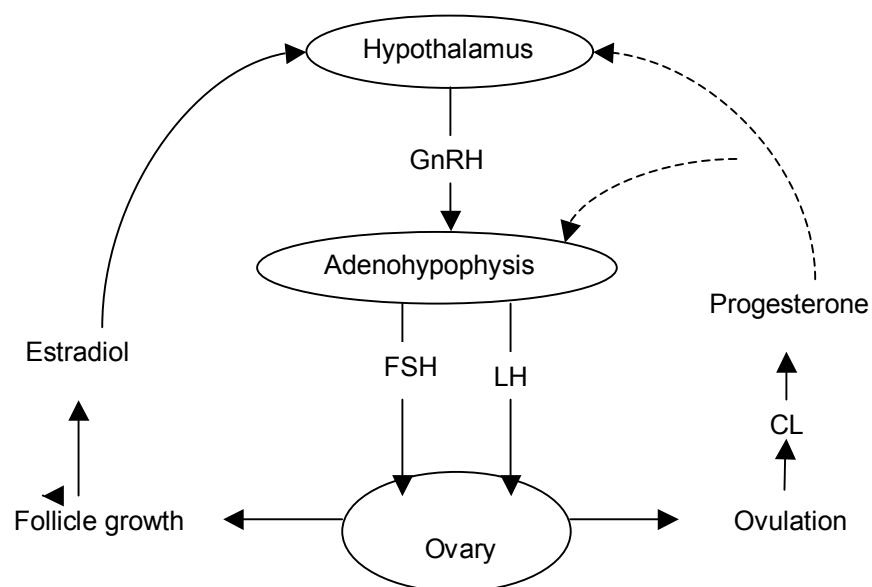 Hypothalamus
GnRH
Adenohypophysis
Progesterone
Estradiol
FSH
LH
CL
Follicle growth
Ovulation
Ovary